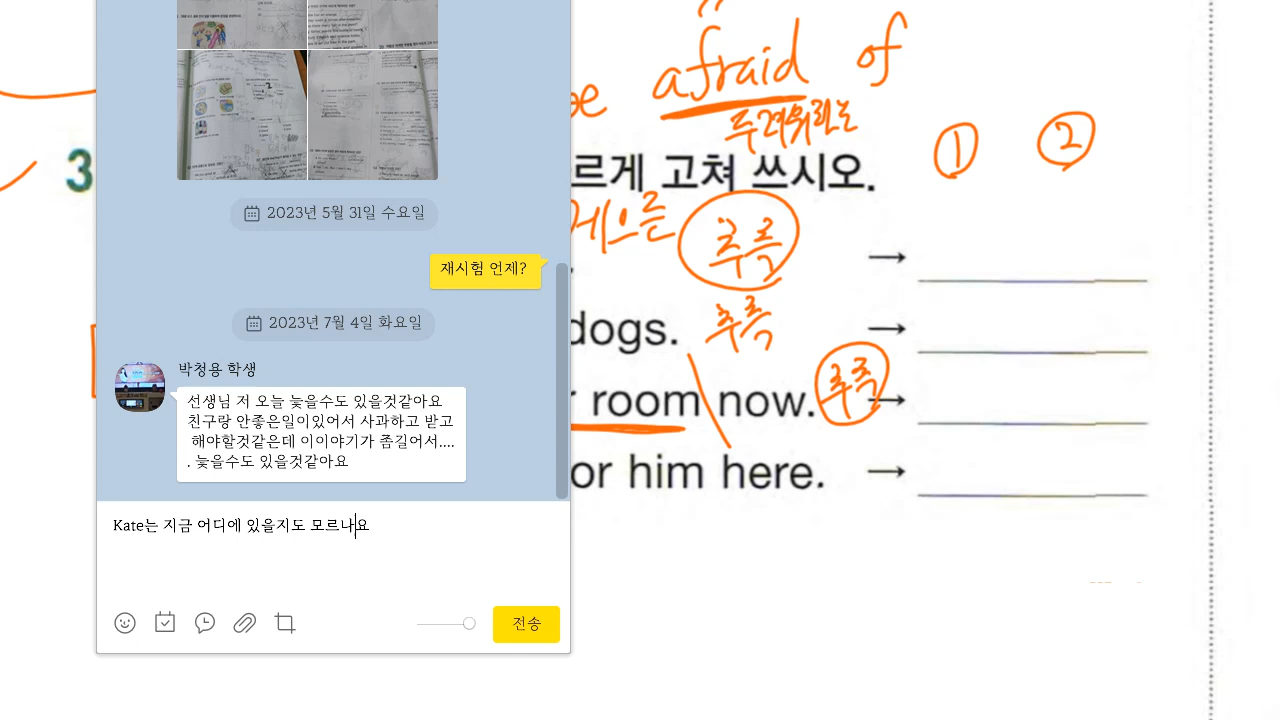 afraid of
두려워하는
① ②
3 르게 고쳐 쓰시오.
게으른 추측
→
dogs. 추측 →
room now. 추측 →
or him here. →
2023년 5월 31일 수요일
재시험 언제?
2023년 7월 4일 화요일
박청용 학생
선생님 저 오늘 늦을수도 있을것같아요
친구랑 안좋은일이있어서 사과하고 받고
해야할것같은데 이이야기가 좀길어서....
. 늦을수도 있을것같아요
Kate는 지금 어디에 있을지도 모르나요
전송